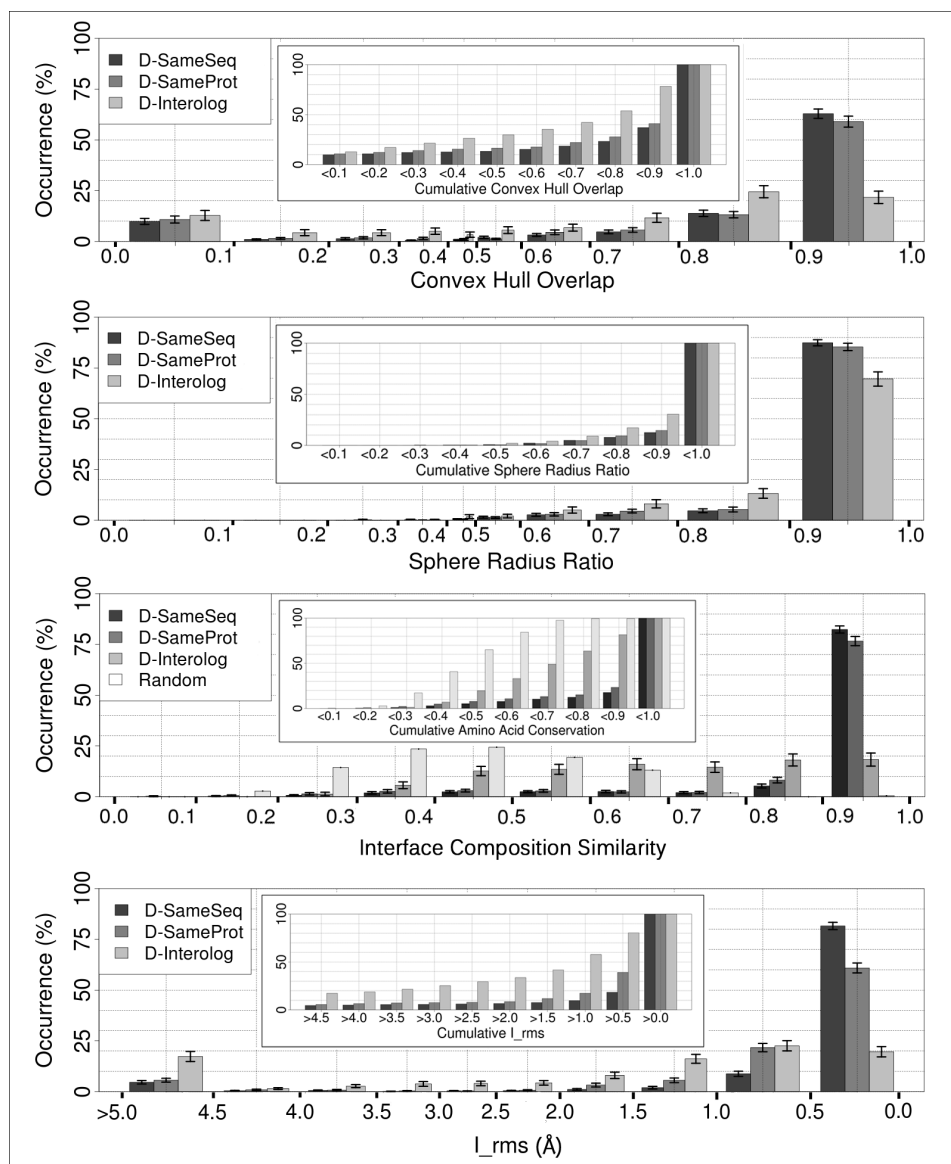 Occurrence (%)
100
75
50
25
0
D-SameSeq
D-SameProt
D-Interolog
100
50
0
<0.1 <0.2 <0.3 <0.4 <0.5 <0.6 <0.7 <0.8 <0.9 <1.0
Cumulative Convex Hull Overlap
0.0 0.1 0.2 0.3 0.4 0.5 0.6 0.7 0.8 0.9 1.0
Convex Hull Overlap
Occurrence (%)
100
75
50
25
0
D-SameSeq
D-SameProt
D-Interolog
100
50
0
<0.1 <0.2 <0.3 <0.4 <0.5 <0.6 <0.7 <0.8 <0.9 <1.0
Cumulative Sphere Radius Ratio
0.0 0.1 0.2 0.3 0.4 0.5 0.6 0.7 0.8 0.9 1.0
Sphere Radius Ratio
Occurrence (%)
100
75
50
25
0
D-SameSeq
D-SameProt
D-Interolog
Random
100
50
0
<0.1 <0.2 <0.3 <0.4 <0.5 <0.6 <0.7 <0.8 <0.9 <1.0
Cumulative Amino Acid Conservation
0.0 0.1 0.2 0.3 0.4 0.5 0.6 0.7 0.8 0.9 1.0
Interface Composition Similarity
Occurrence (%)
100
75
50
25
0
D-SameSeq
D-SameProt
D-Interolog
100
50
0
>4.5 >4.0 >3.5 >3.0 >2.5 >2.0 >1.5 >1.0 >0.5 >0.0
Cumulative I_rms
>5.0 4.5 4.0 3.5 3.0 2.5 2.0 1.5 1.0 0.5 0.0
I_rms (Å)